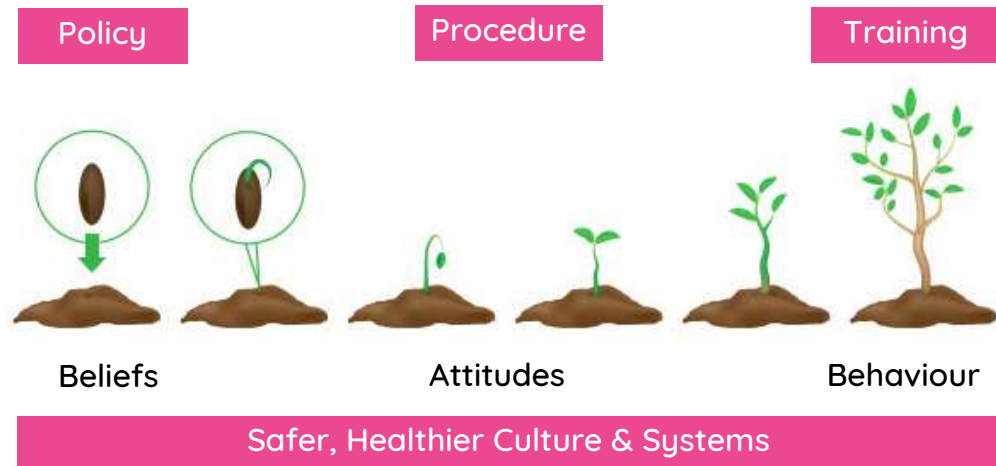 Policy
Procedure
Training
Beliefs
Attitudes
Behaviour
Safer, Healthier Culture & Systems